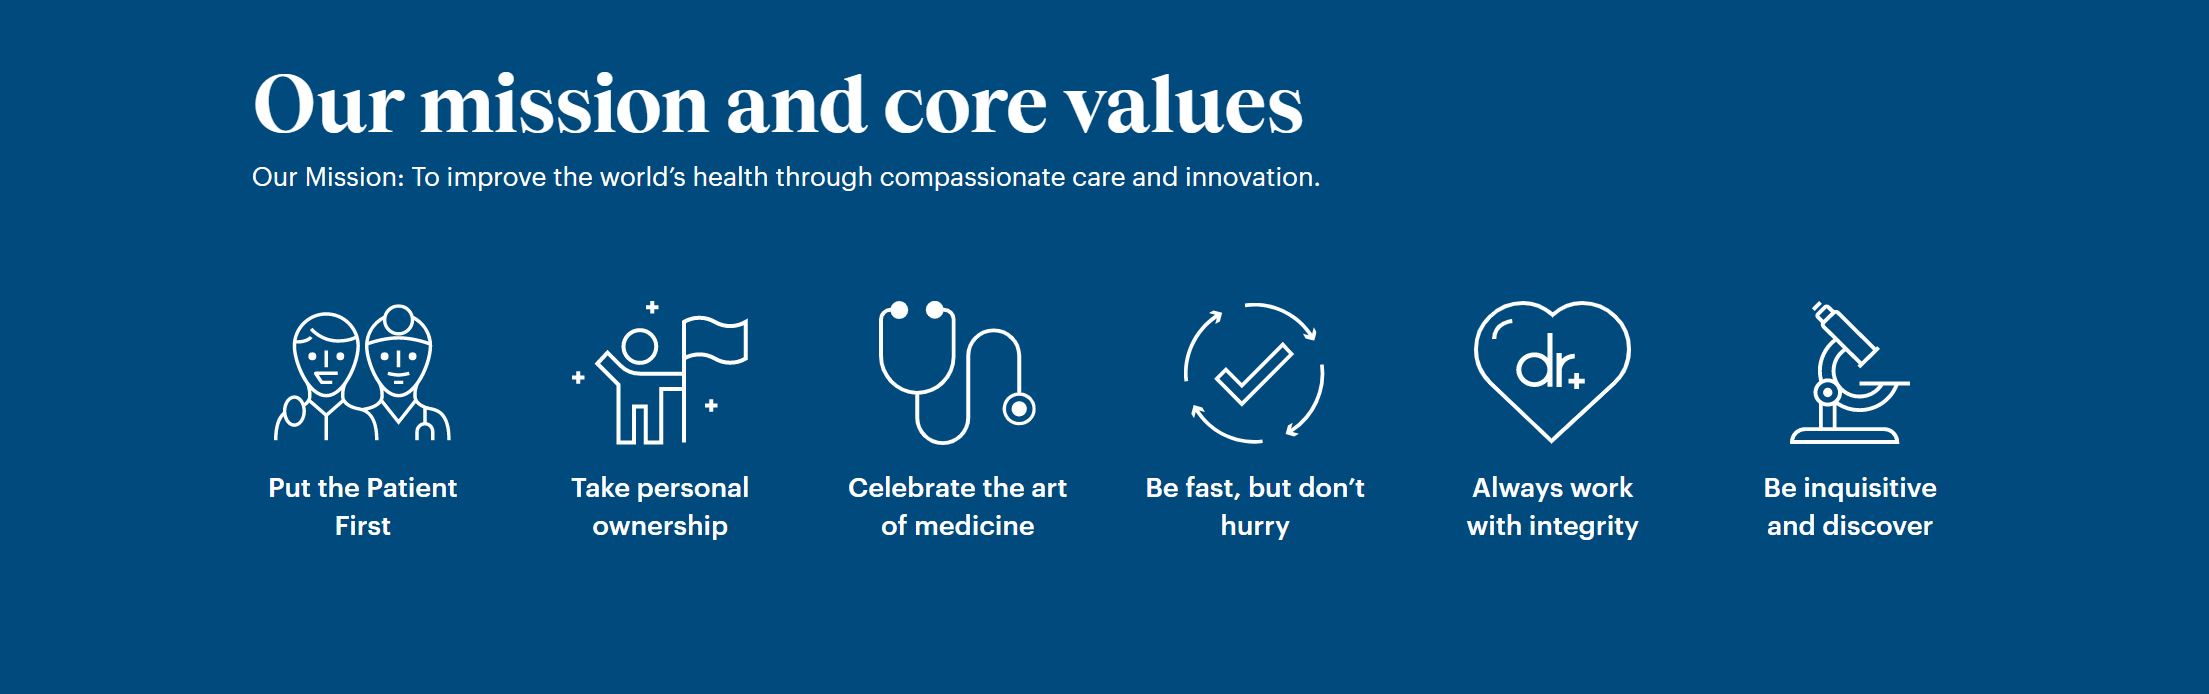 Our mission and core values
Our Mission: To improve the world’s health through compassionate care and innovation.
dr+
Put the Patient
First
Take personal
ownership
Celebrate the art
of medicine
Be fast, but don’t
hurry
Always work
with integrity
Be inquisitive
and discover